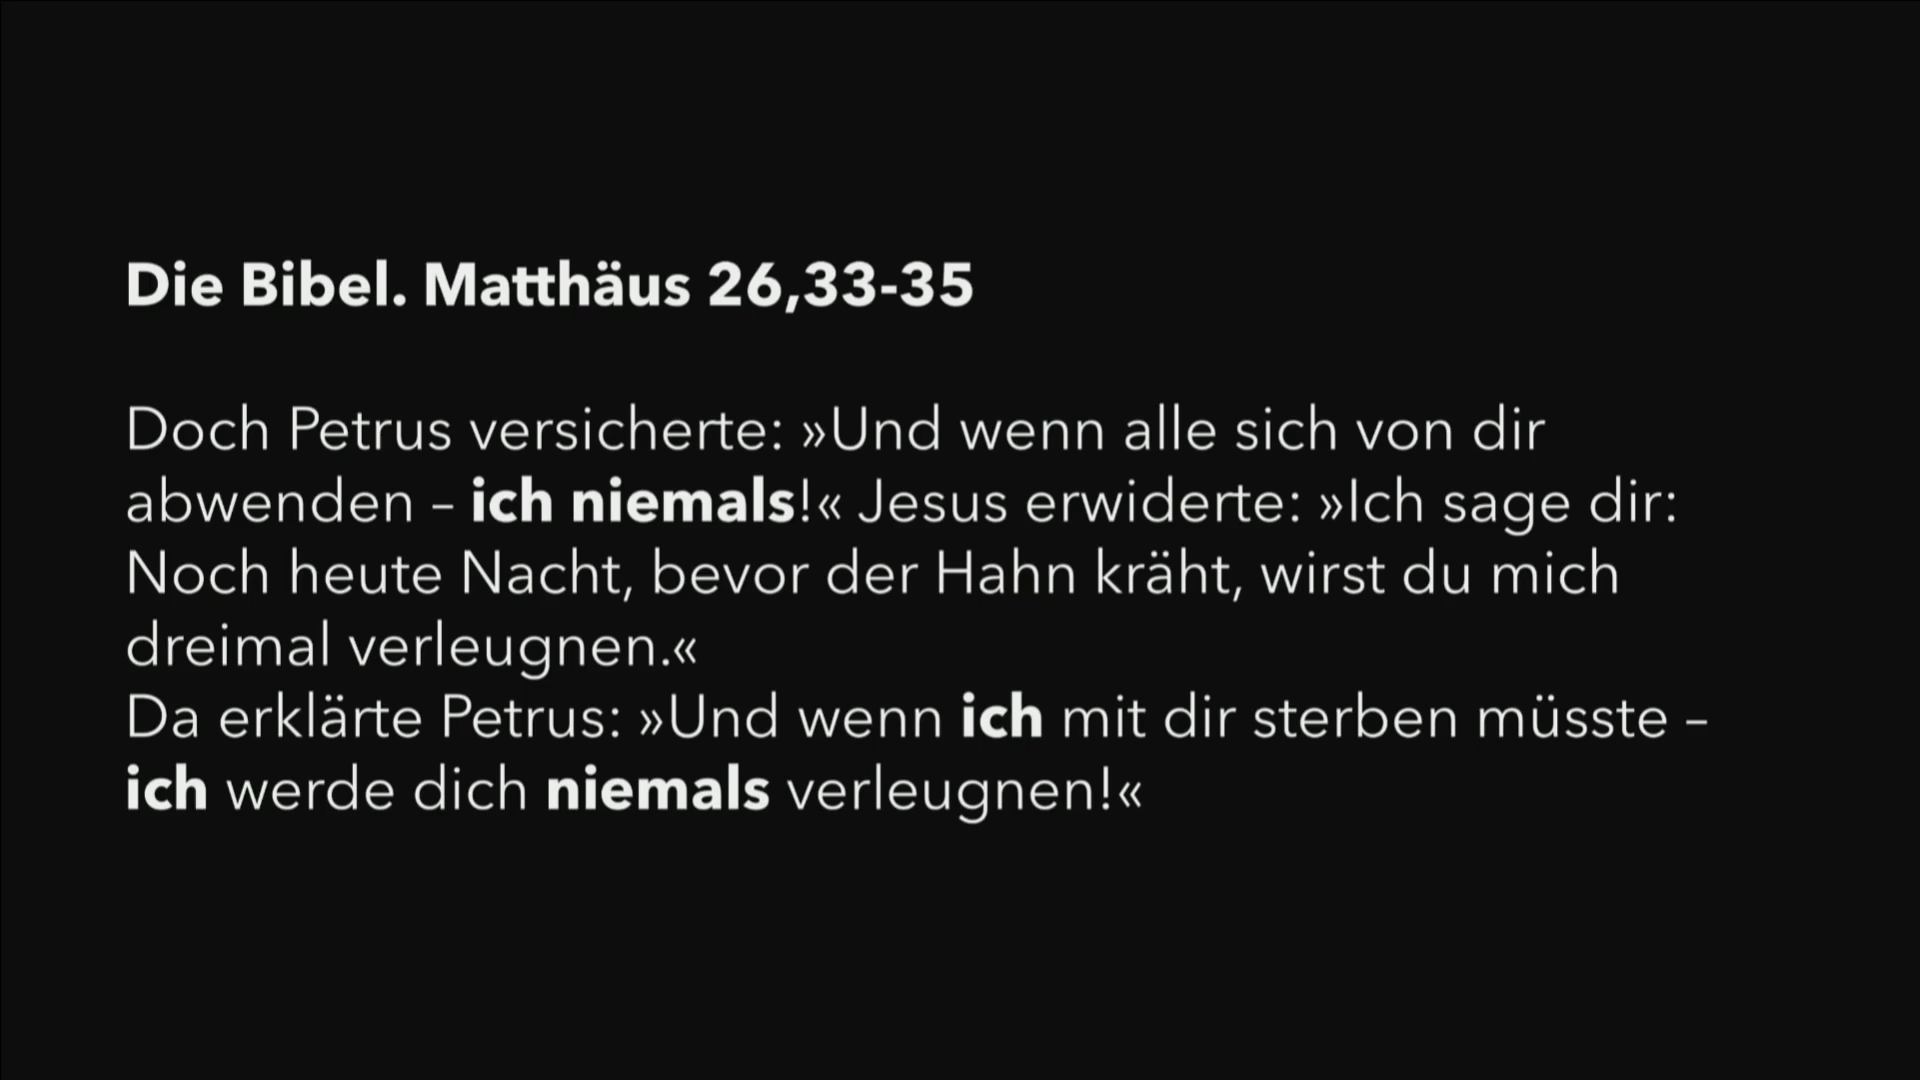 Die Bibel. Matthäus 26,33-35
Doch Petrus versicherte: »Und wenn alle sich von dir
abwenden – ich niemals!« Jesus erwiderte: »Ich sage dir:
Noch heute Nacht, bevor der Hahn kräht, wirst du mich
dreimal verleugnen.«
Da erklärte Petrus: »Und wenn ich mit dir sterben müsste –
ich werde dich niemals verleugnen!«